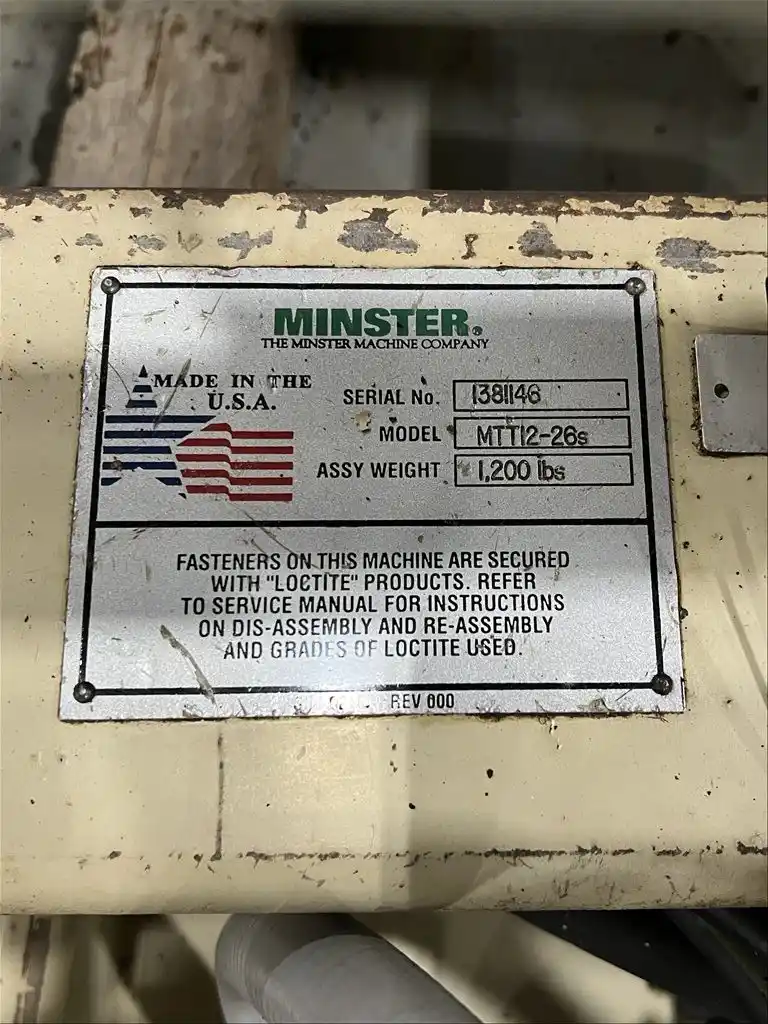 MINSTER®
THE MINSTER MACHINE COMPANY
MADE IN THE
U.S.A.
SERIAL No. 1381146
MODEL MTT12-26s
ASSY WEIGHT 1,200 lbs
FASTENERS ON THIS MACHINE ARE SECURED
WITH "LOCTITE" PRODUCTS. REFER
TO SERVICE MANUAL FOR INSTRUCTIONS
ON DIS-ASSEMBLY AND RE-ASSEMBLY
AND GRADES OF LOCTITE USED.
REV 000